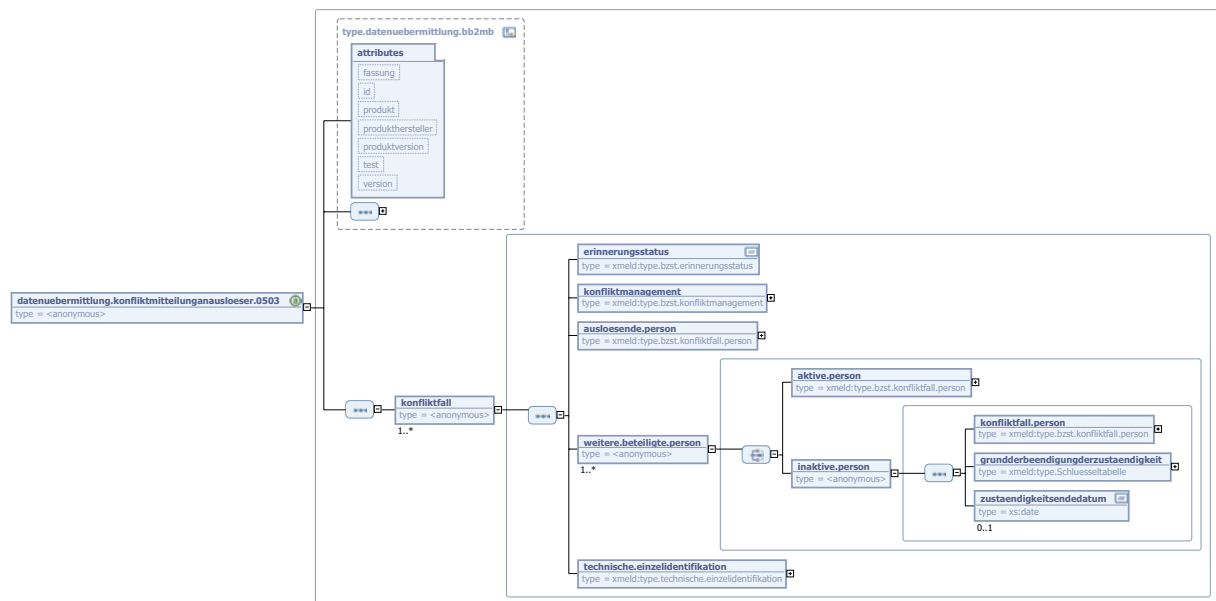 type.datenuebermittlung.bb2mb
attributes
fassung
id
produkt
produkthersteller
produktversion
test
version
datenuebermittlung.konfliktmitteilunganausloeser.0503
type = <anonymous>
konfliktfall
type = <anonymous>
1..*
erinnerungsstatus
type = xmeld:type.bzst.erinnerungsstatus
konfliktmanagement
type = xmeld:type.bzst.konfliktmanagement
ausloesende.person
type = xmeld:type.bzst.konfliktfall.person
weitere.beteiligte.person
type = <anonymous>
1..*
aktive.person
type = xmeld:type.bzst.konfliktfall.person
inaktive.person
type = <anonymous>
konfliktfall.person
type = xmeld:type.bzst.konfliktfall.person
grundderbeendigungderzustaendigkeit
type = xmeld:type.Schluesseltabelle
zustaendigkeitsendedatum
type = xs:date
0..1
technische.einzelidentifikation
type = xmeld:type.technische.einzelidentifikation